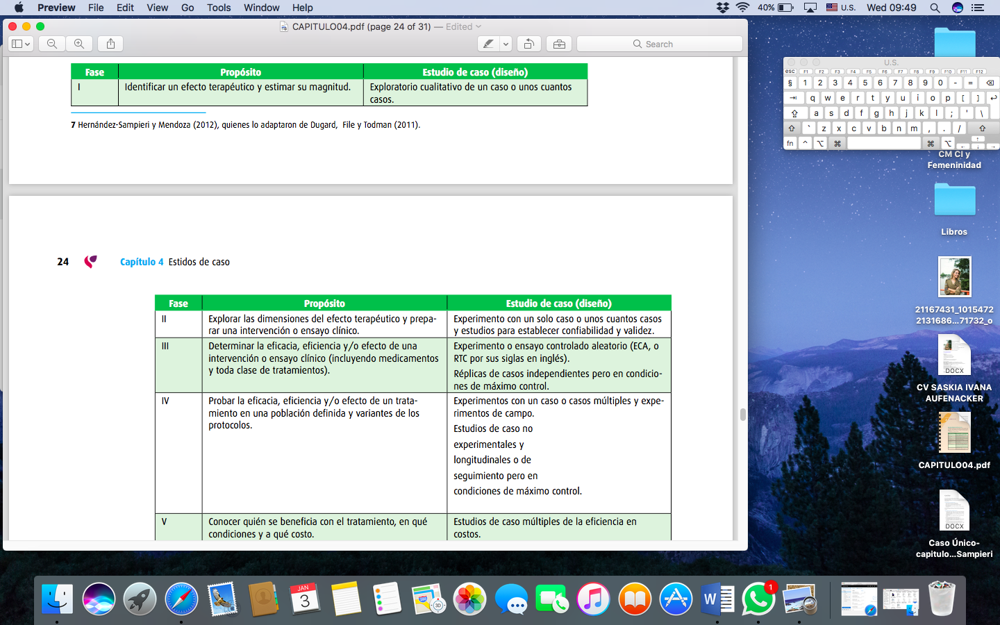 Preview File Edit View Go Tools Window Help 40% U.S. Wed 09:49
CAPITULO04.pdf (page 24 of 31) — Edited
Search
Fase Propósito Estudio de caso (diseño)
I Identificar un efecto terapéutico y estimar su magnitud. Exploratorio cualitativo de un caso o unos cuantos
casos.
7 Hernández-Sampieri y Mendoza (2012), quienes lo adaptaron de Dugard, File y Todman (2011).
24 Capítulo 4 Estidos de caso
Fase Propósito Estudio de caso (diseño)
II Explorar las dimensiones del efecto terapéutico y prepa-
rar una intervención o ensayo clínico.
Experimento con un solo caso o unos cuantos casos
y estudios para establecer confiabilidad y validez.
III Determinar la eficacia, eficiencia y/o efecto de una
intervención o ensayo clínico (incluyendo medicamentos
y toda clase de tratamientos).
Experimento o ensayo controlado aleatorio (ECA, o
RTC por sus siglas en inglés).
Réplicas de casos independientes pero en condicio-
nes de máximo control.
IV Probar la eficacia, eficiencia y/o efecto de un trata-
miento en una población definida y variantes de los
protocolos.
Experimentos con un caso o casos múltiples y expe-
rimentos de campo.
Estudios de caso no
experimentales y
longitudinales o de
seguimiento pero en
condiciones de máximo control.
V Conocer quién se beneficia con el tratamiento, en qué
condiciones y a qué costo.
Estudios de caso múltiples de la eficiencia en
costos.
U.S.
esc F1 F2 F3 F4 F5 F6 F7 F8 F9 F10 F11 F12
§ 1 2 3 4 5 6 7 8 9 0 - =
q w e r t y u i o p [ ]
a s d f g h j k l ; ' \
` z x c v b n m , . /
fn ^ ⌥ ⌘ ⌘ ⌥
CM CI y
Femeninidad
Libros
21167431_1015472
2131686...71732_o
DOCX
CV SASKIA IVANA
AUFENACKER
CAPITULO04.pdf
DOCX
Caso Único-
capitulo...Sampieri
JAN
3
280
3D
W
1